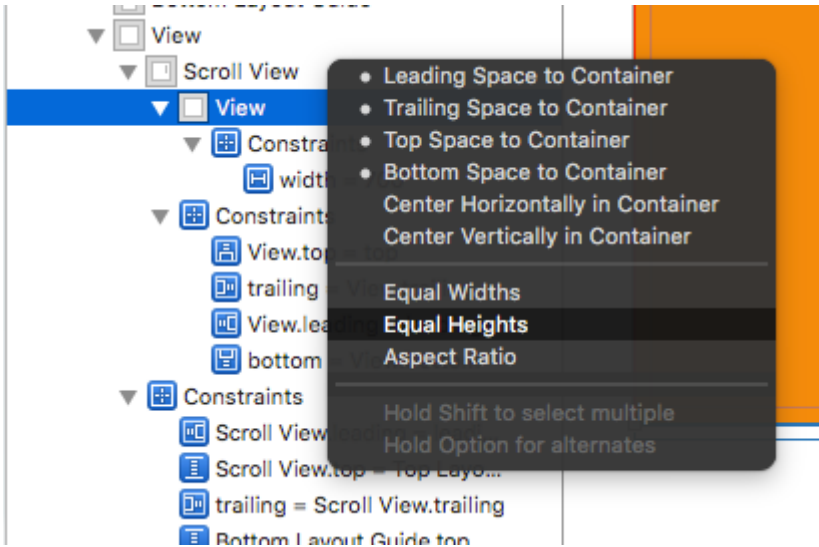 Bottom Layout Guide
View
Scroll View
Leading Space to Container
View
Trailing Space to Container
Top Space to Container
Bottom Space to Container
width =
Center Horizontally in Container
Constraints
Center Vertically in Container
View.top = top
trailing =
Equal Widths
View.leading
Equal Heights
bottom =
Aspect Ratio
Constraints
Hold Shift to select multiple
Scroll View.leading =
Hold Option for alternates
Scroll View.top = Top Layo...
trailing = Scroll View.trailing
Bottom Layout Guide.top